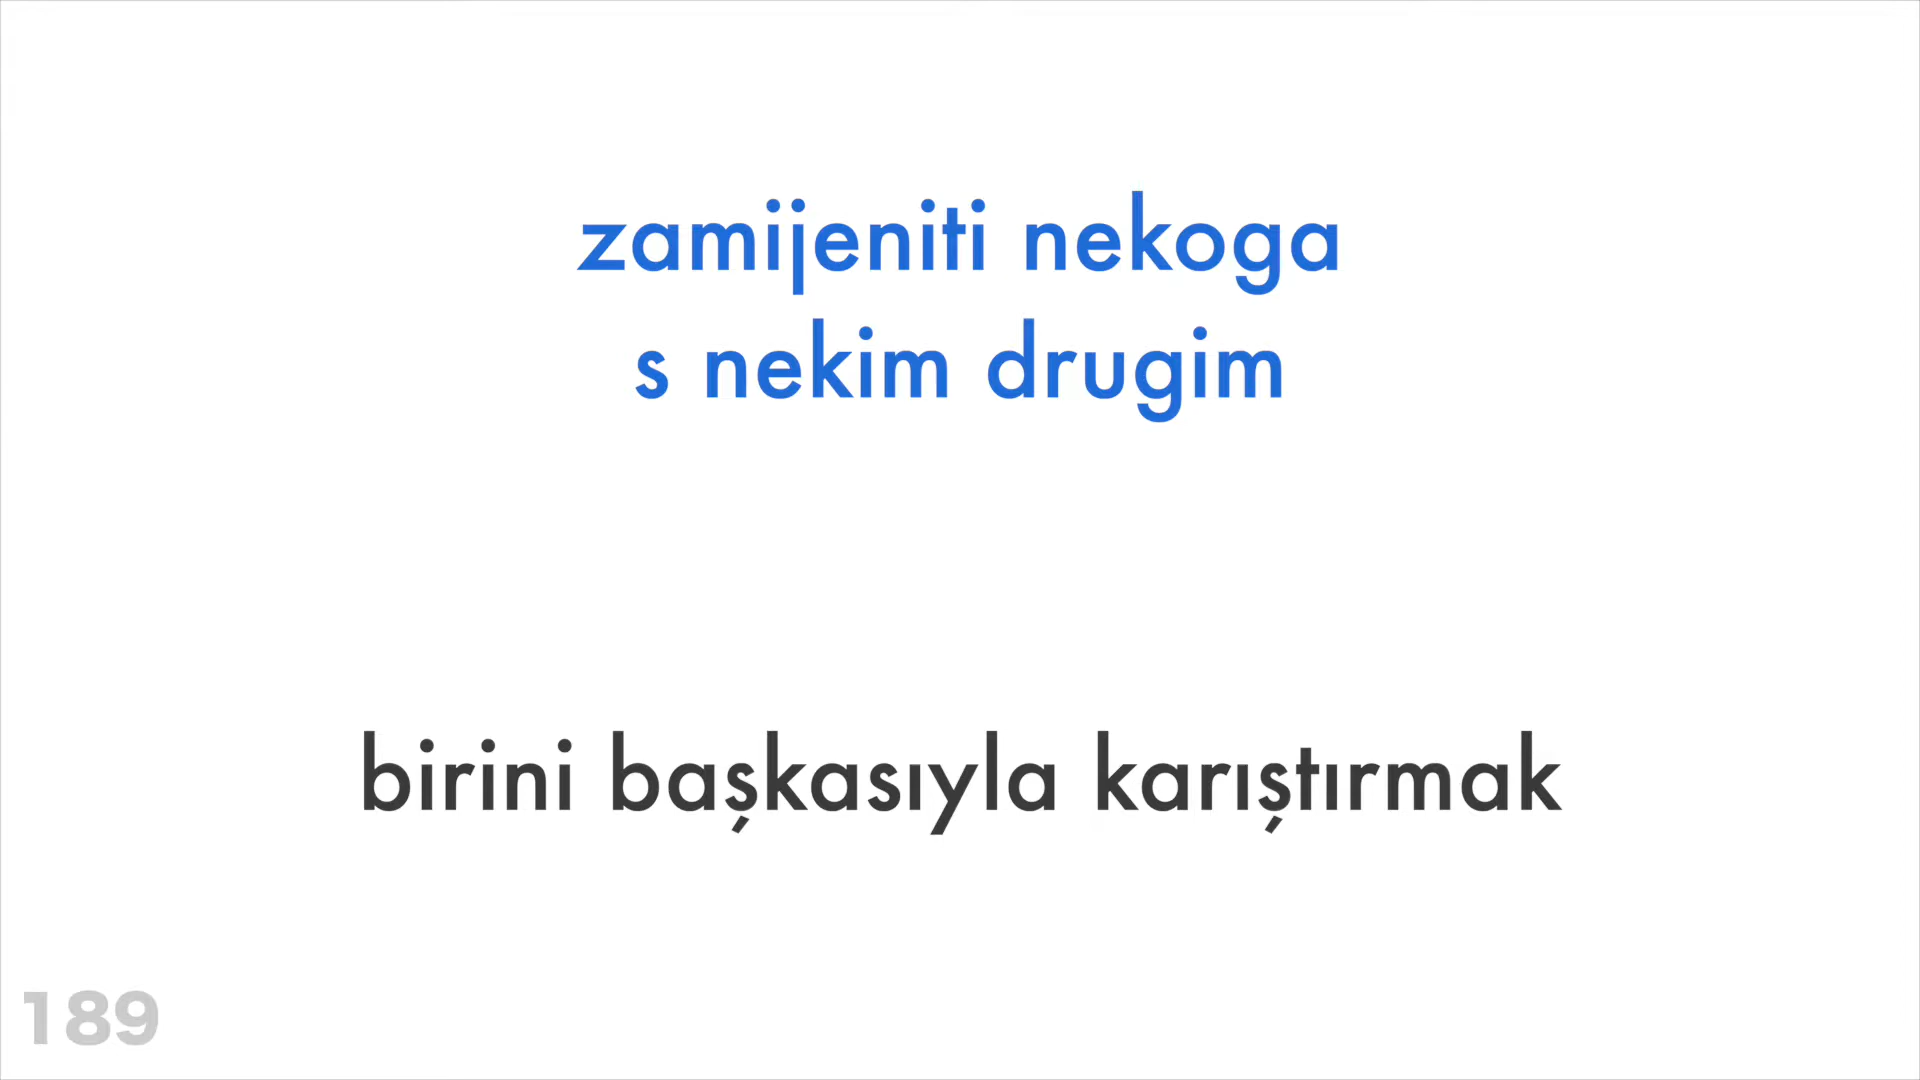 zamijeniti nekoga
s nekim drugim
birini başkasıyla karıştırmak
189